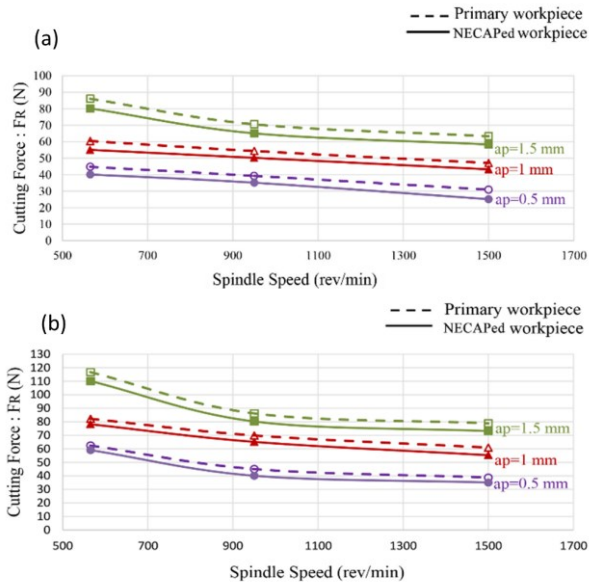 Primary workpiece
NECAPed workpiece
(a)
Cutting Force : FR (N)
100
90
80
70
60
50
40
30
20
10
0
ap=1.5 mm
ap=1 mm
ap=0.5 mm
500 700 900 1100 1300 1500 1700
Spindle Speed (rev/min)
(b)
Primary workpiece
NECAPed workpiece
Cutting Force : FR (N)
130
120
110
100
90
80
70
60
50
40
30
20
10
0
ap=1.5 mm
ap=1 mm
ap=0.5 mm
500 700 900 1100 1300 1500 1700
Spindle Speed (rev/min)